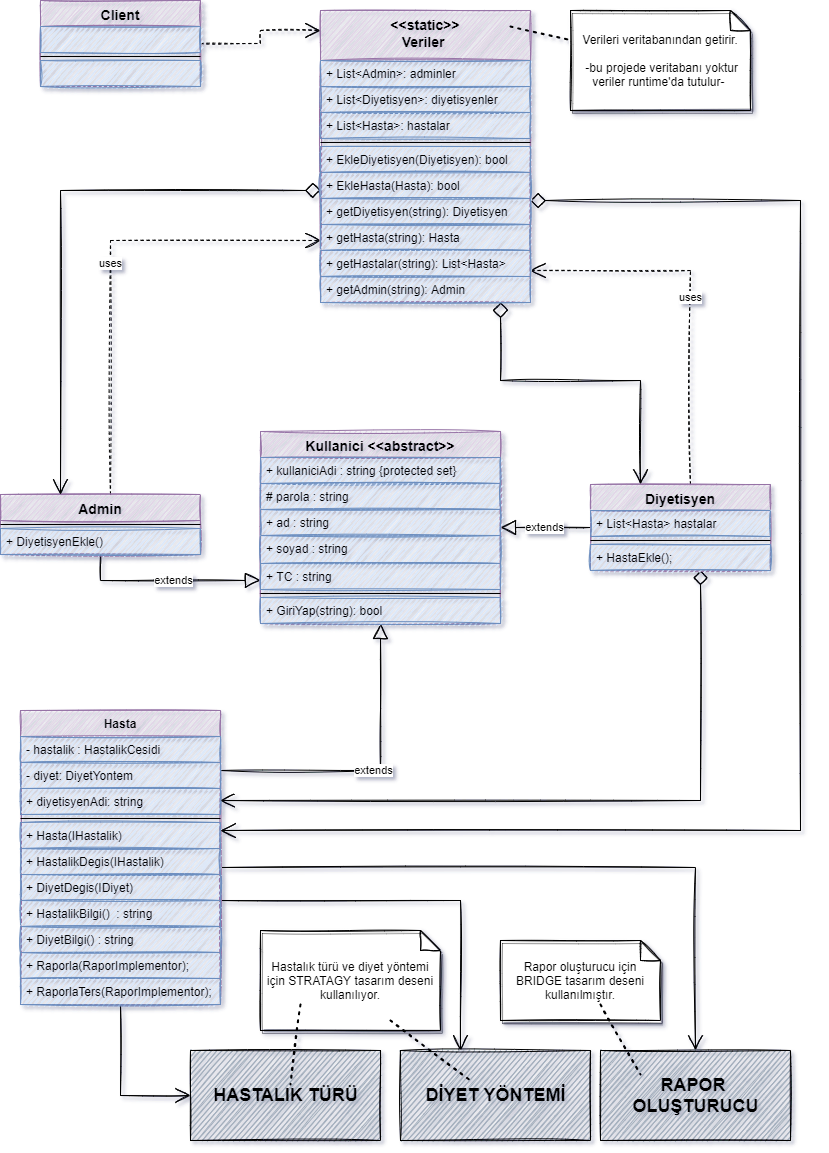 Client
<<static>>
Veriler
+ List<Admin>: adminler
+ List<Diyetisyen>: diyetisyenler
+ List<Hasta>: hastalar
+ EkleDiyetisyen(Diyetisyen): bool
+ EkleHasta(Hasta): bool
+ getDiyetisyen(string): Diyetisyen
+ getHasta(string): Hasta
+ getHastalar(string): List<Hasta>
+ getAdmin(string): Admin
Verileri veritabanından getirir.
-bu projede veritabanı yoktur
veriler runtime'da tutulur-
uses
uses
Kullanici <<abstract>>
+ kullaniciAdi : string {protected set}
# parola : string
+ ad : string
+ soyad : string
+ TC : string
+ GiriYap(string): bool
Admin
+ DiyetisyenEkle()
Diyetisyen
+ List<Hasta> hastalar
+ HastaEkle();
extends
extends
extends
Hasta
- hastalik : HastalikCesidi
- diyet: DiyetYontem
+ diyetisyenAdi: string
+ Hasta(IHastalik)
+ HastalikDegis(IHastalik)
+ DiyetDegis(IDiyet)
+ HastalikBilgi() : string
+ DiyetBilgi() : string
+ Raporla(RaporImplementor);
+ RaporlaTers(RaporImplementor);
Hastalık türü ve diyet yöntemi
için STRATAGY tasarım deseni
kullanılıyor.
Rapor oluşturucu için
BRIDGE tasarım deseni
kullanılmıştır.
HASTALIK TÜRÜ
DİYET YÖNTEMİ
RAPOR
OLUŞTURUCU